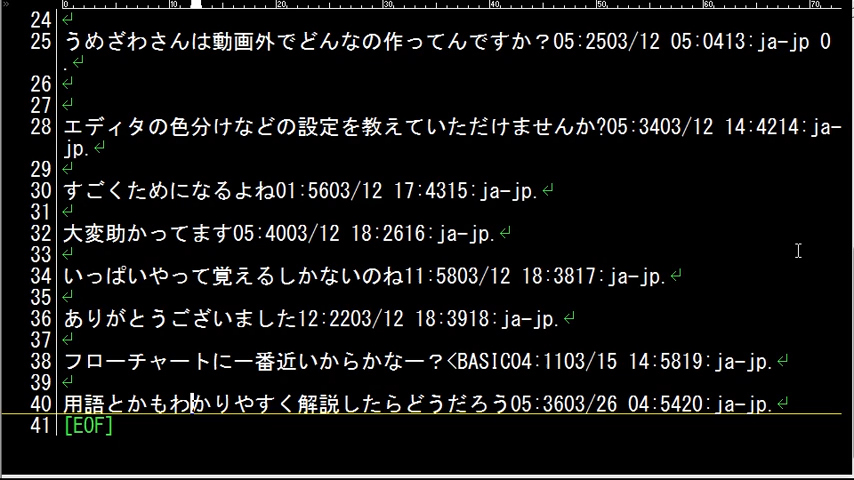 0 10 20 30 40 50 60 70
24
25 うめざわさんは動画外でどんなの作ってんですか？05:2503/12 05:0413:ja-jp 0
.
26
27
28 エディタの色分けなどの設定を教えていただけませんか?05:3403/12 14:4214:ja-
jp.
29
30 すごくためになるよね01:5603/12 17:4315:ja-jp.
31
32 大変助かってます05:4003/12 18:2616:ja-jp.
33
34 いっぱいやって覚えるしかないのね11:5803/12 18:3817:ja-jp.
35
36 ありがとうございました12:2203/12 18:3918:ja-jp.
37
38 フローチャートに一番近いからかなー？<BASIC04:1103/15 14:5819:ja-jp.
39
40 用語とかもわかりやすく解説したらどうだろう05:3603/26 04:5420:ja-jp.
41 [EOF]